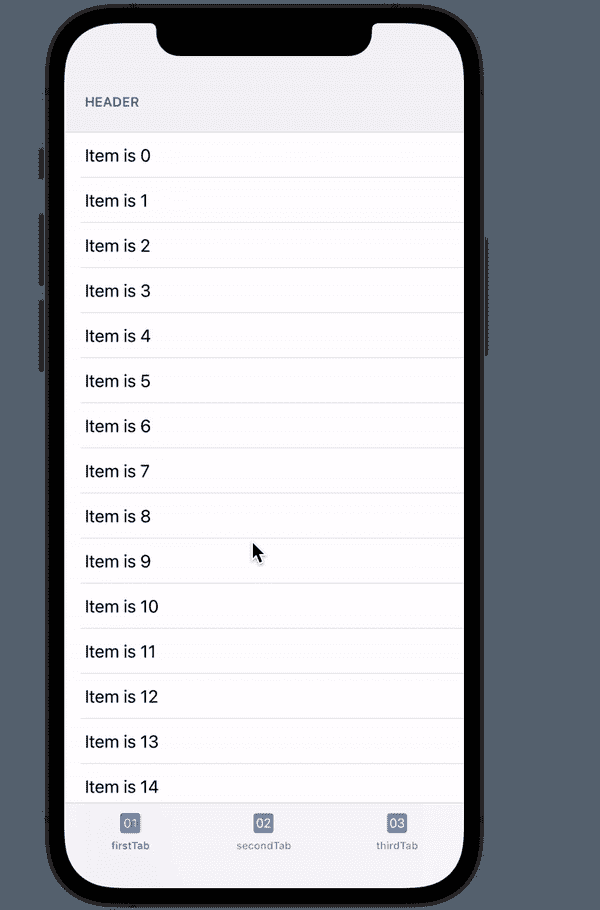 HEADER
Item is 0
Item is 1
Item is 2
Item is 3
Item is 4
Item is 5
Item is 6
Item is 7
Item is 8
Item is 9
Item is 10
Item is 11
Item is 12
Item is 13
Item is 14
01 02 03
firstTab secondTab thirdTab